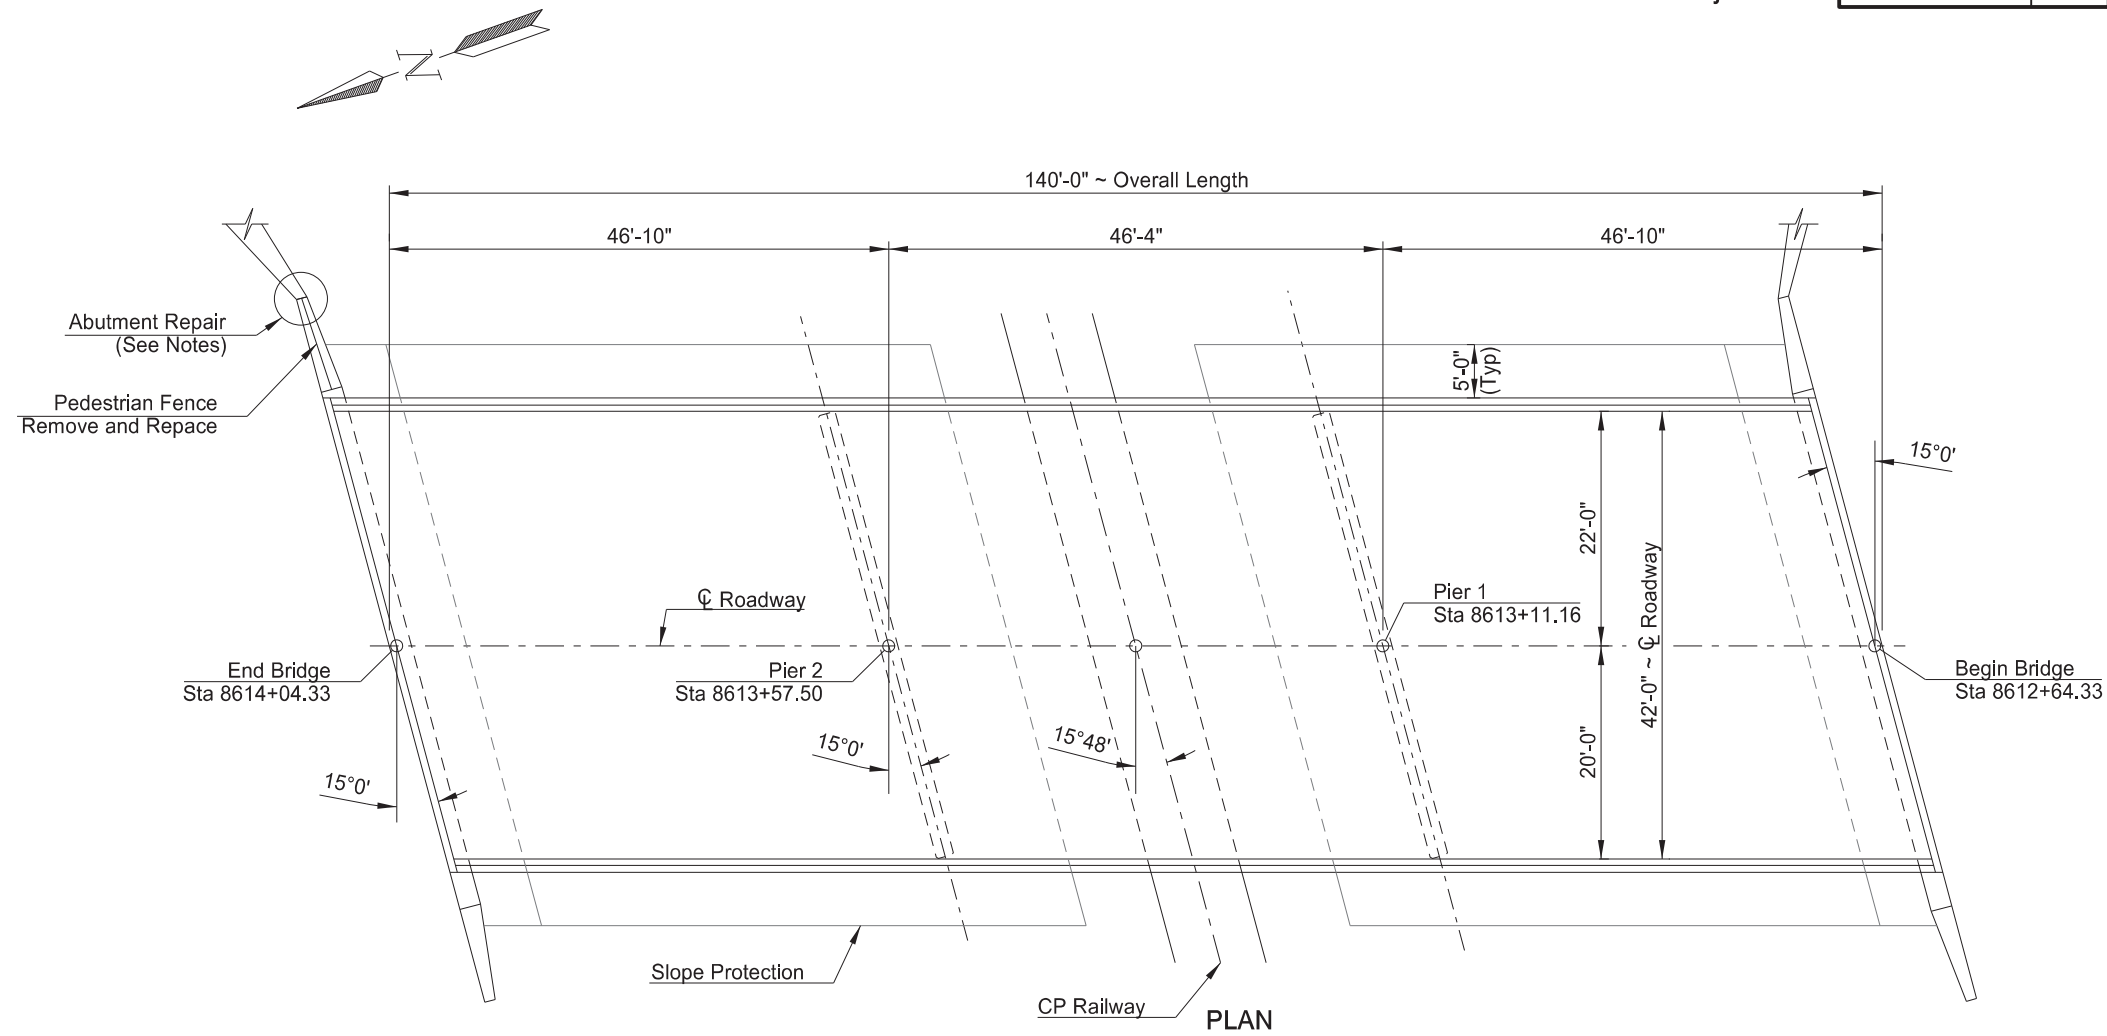 N
140'-0" ~ Overall Length
46'-10"
46'-4"
46'-10"
Abutment Repair
(See Notes)
Pedestrian Fence
Remove and Repace
5'-0"
(Typ)
15°0'
22'-0"
42'-0" ~ ℄ Roadway
℄ Roadway
Pier 1
Sta 8613+11.16
End Bridge
Sta 8614+04.33
Pier 2
Sta 8613+57.50
Begin Bridge
Sta 8612+64.33
20'-0"
15°0'
15°48'
15°0'
Slope Protection
CP Railway
PLAN